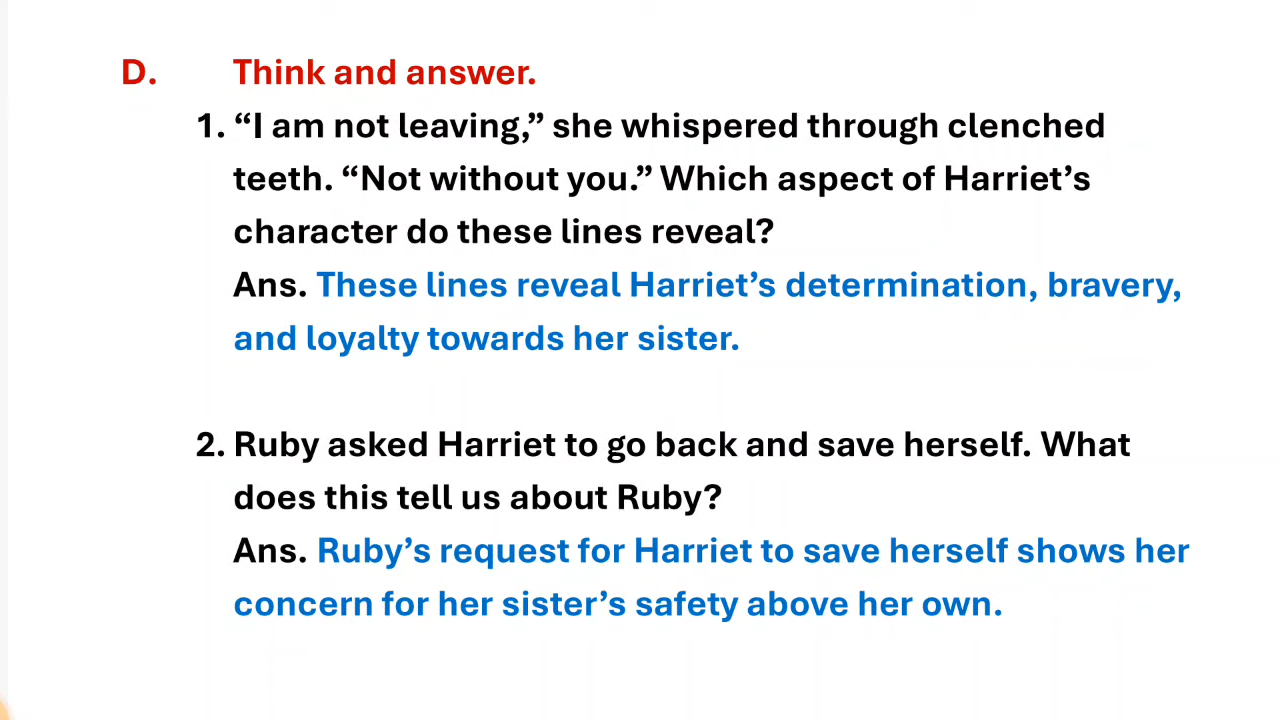 D. Think and answer.
1. “I am not leaving,” she whispered through clenched
teeth. “Not without you.” Which aspect of Harriet’s
character do these lines reveal?
Ans. These lines reveal Harriet’s determination, bravery,
and loyalty towards her sister.
2. Ruby asked Harriet to go back and save herself. What
does this tell us about Ruby?
Ans. Ruby’s request for Harriet to save herself shows her
concern for her sister’s safety above her own.